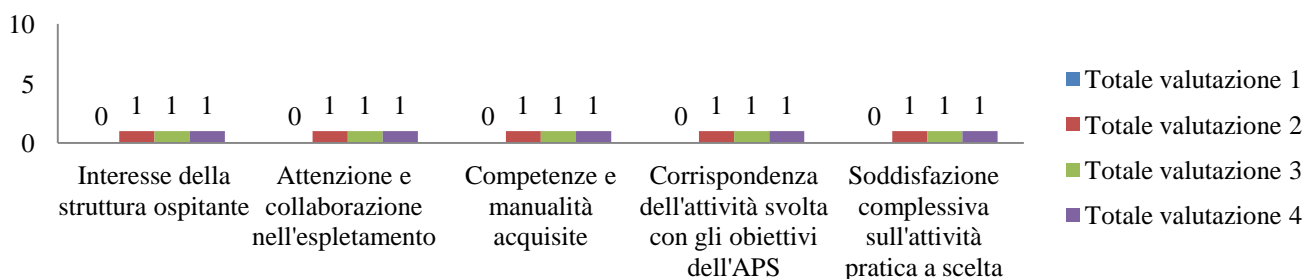 10
5
0
0 1 1 1 0 1 1 1 0 1 1 1 0 1 1 1 0 1 1 1
Interesse della
struttura ospitante
Attenzione e
collaborazione
nell'espletamento
Competenze e
manualità
acquisite
Corrispondenza
dell'attività svolta
con gli obiettivi
dell'APS
Soddisfazione
complessiva
sull'attività
pratica a scelta
Totale valutazione 1
Totale valutazione 2
Totale valutazione 3
Totale valutazione 4